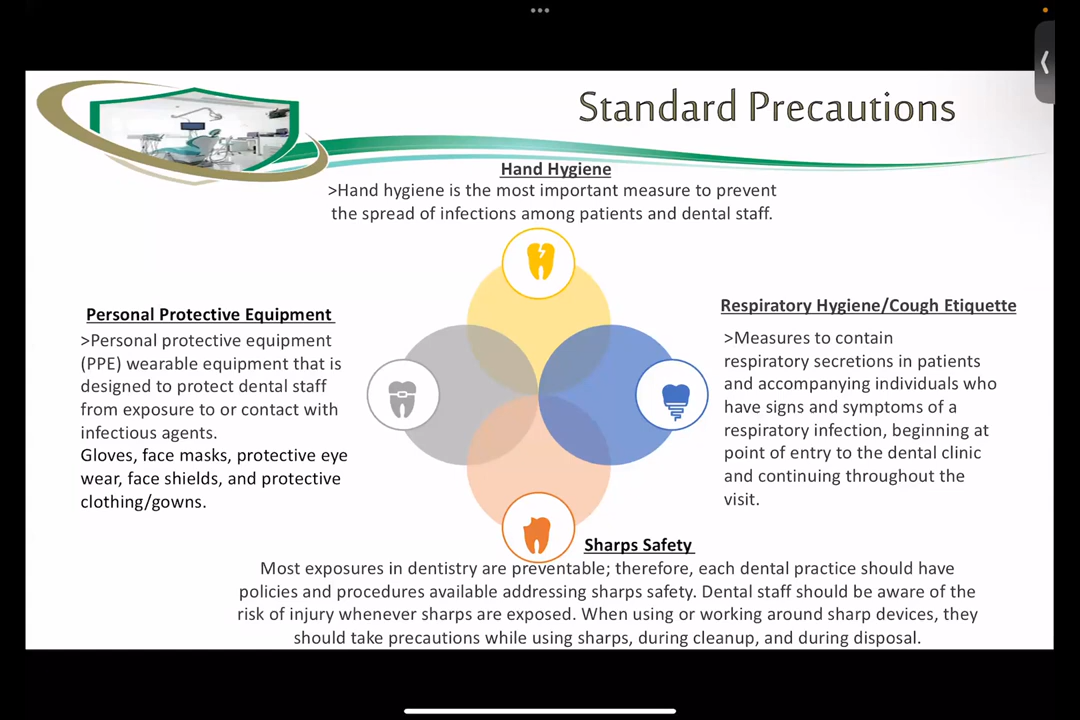 Standard Precautions
Hand Hygiene
>Hand hygiene is the most important measure to prevent
the spread of infections among patients and dental staff.
Personal Protective Equipment
>Personal protective equipment
(PPE) wearable equipment that is
designed to protect dental staff
from exposure to or contact with
infectious agents.
Gloves, face masks, protective eye
wear, face shields, and protective
clothing/gowns.
Respiratory Hygiene/Cough Etiquette
>Measures to contain
respiratory secretions in patients
and accompanying individuals who
have signs and symptoms of a
respiratory infection, beginning at
point of entry to the dental clinic
and continuing throughout the
visit.
Sharps Safety
Most exposures in dentistry are preventable; therefore, each dental practice should have
policies and procedures available addressing sharps safety. Dental staff should be aware of the
risk of injury whenever sharps are exposed. When using or working around sharp devices, they
should take precautions while using sharps, during cleanup, and during disposal.